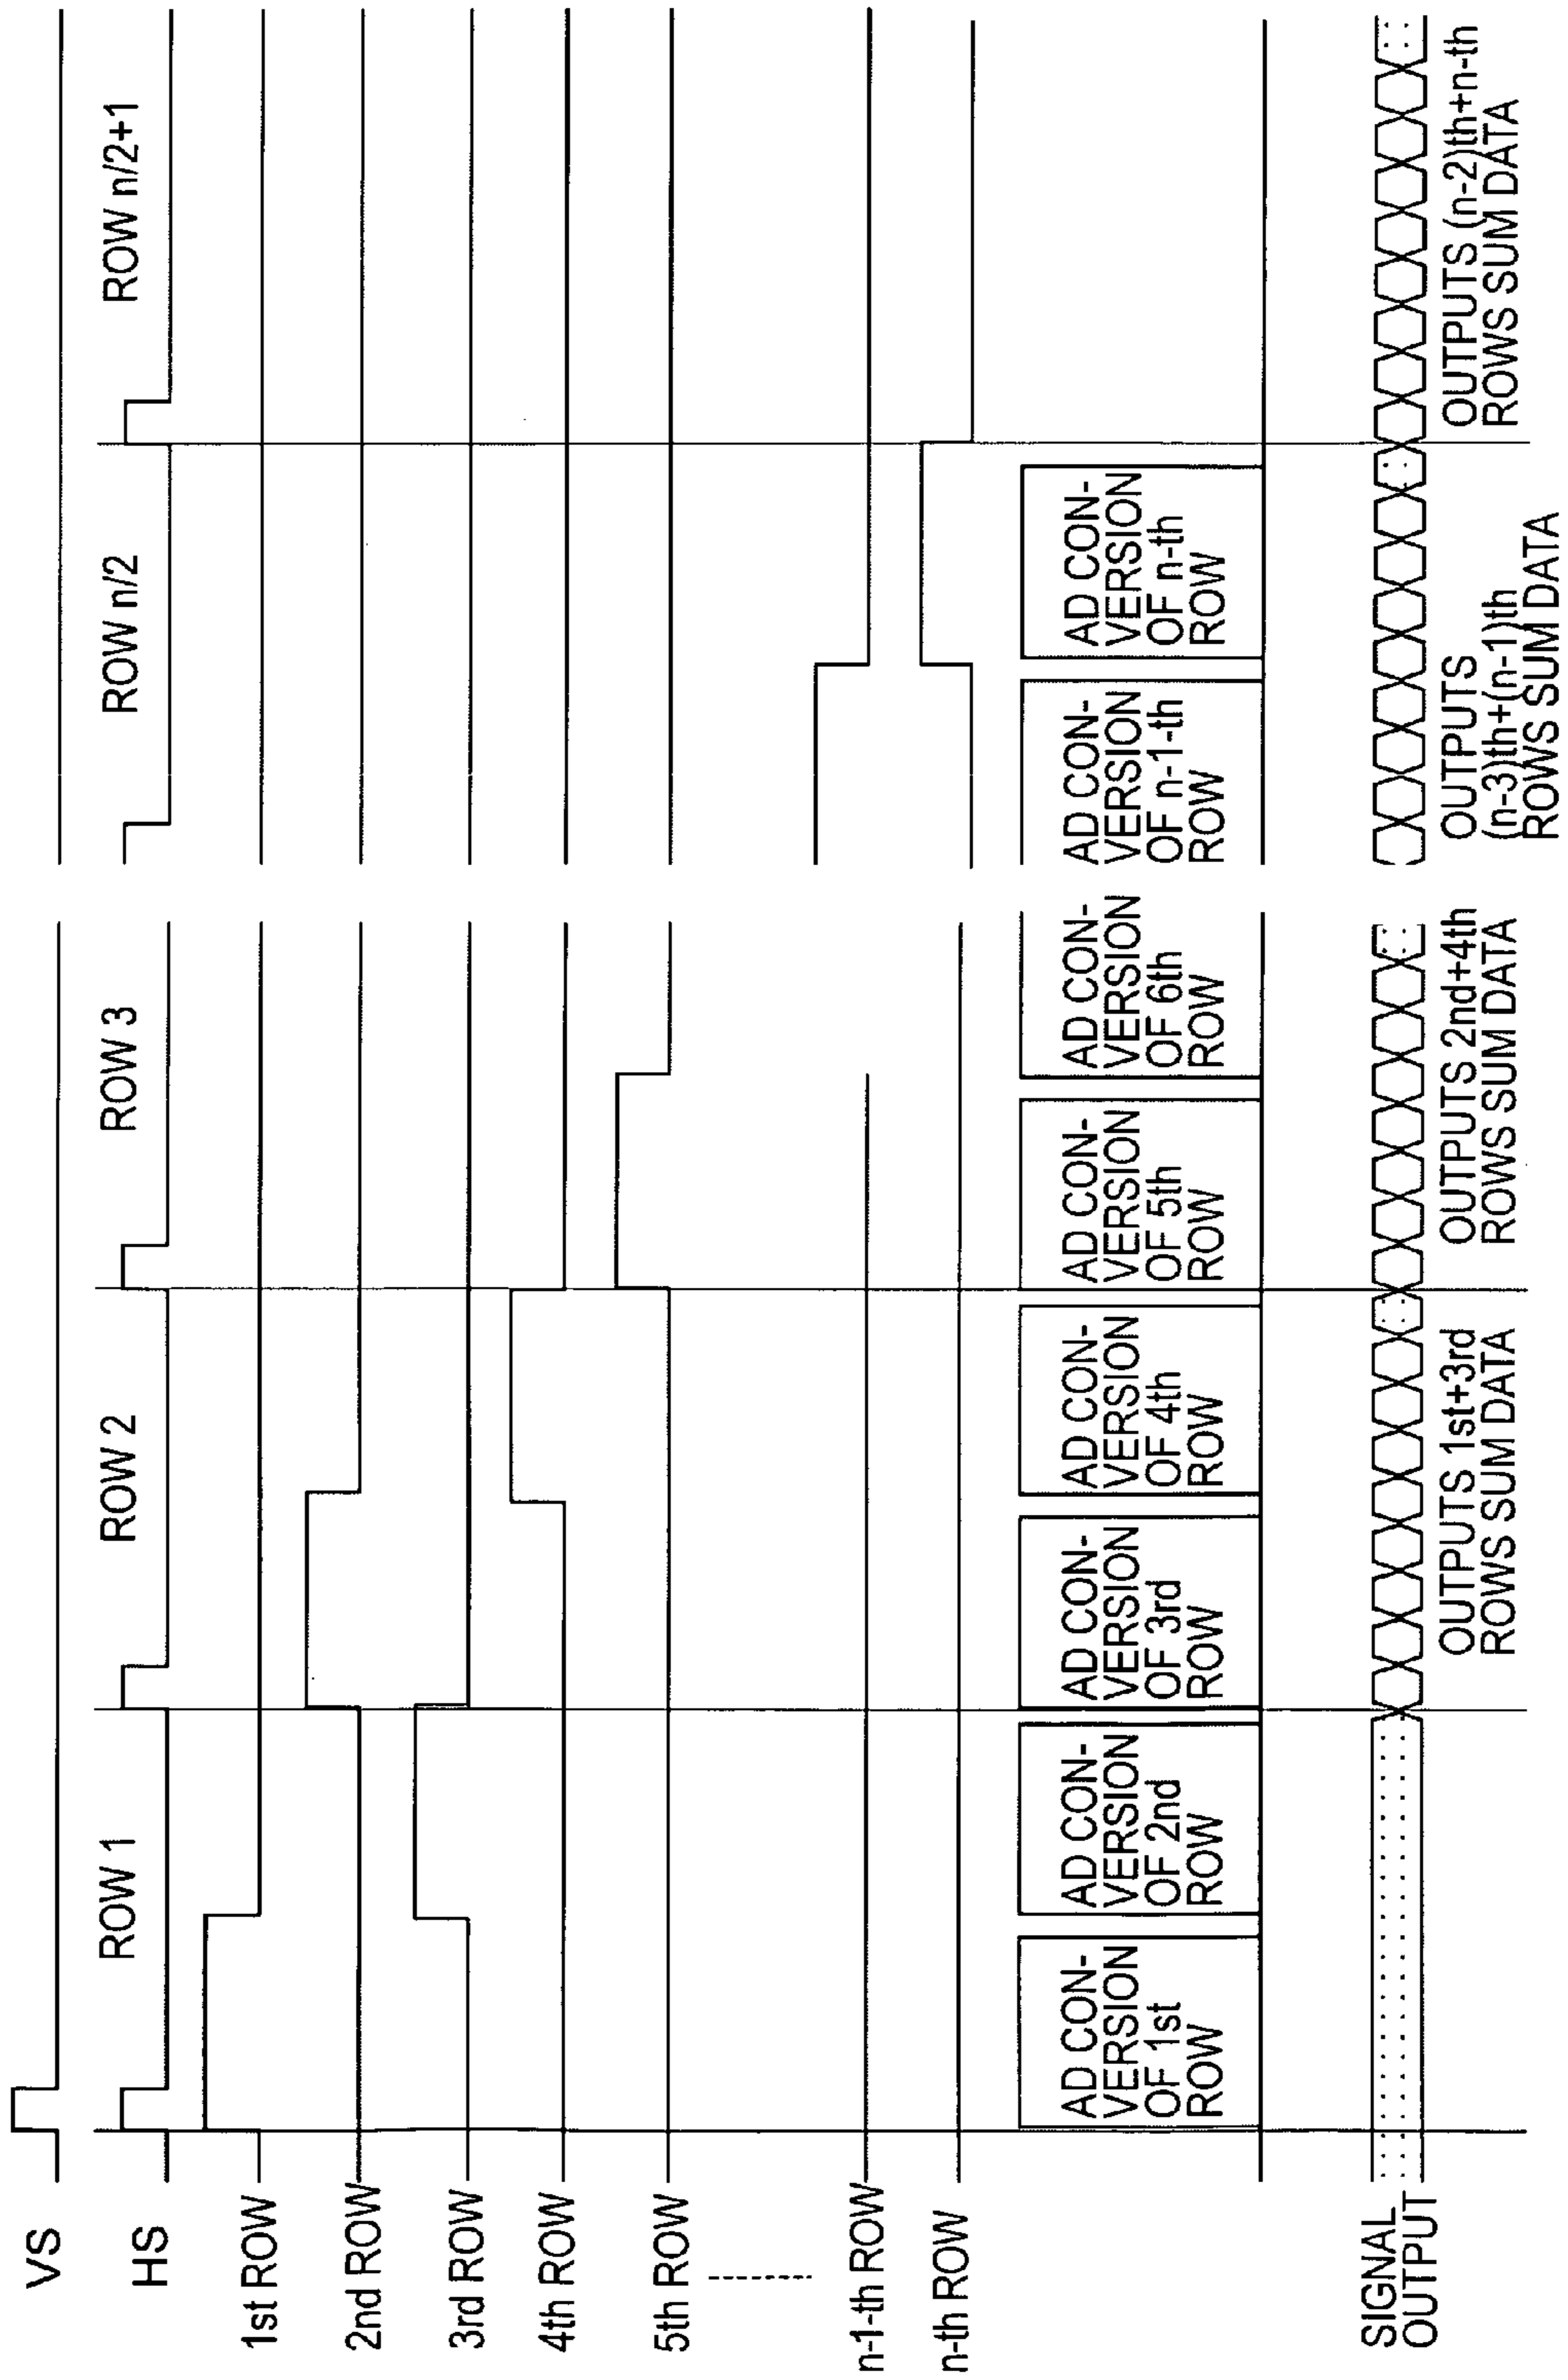 VS
HS
ROW 1
ROW 2
ROW 3
ROW n/2
ROW n/2+1
1st ROW
2nd ROW
3rd ROW
4th ROW
5th ROW
n-1-th ROW
n-th ROW
AD CON-
VERSION
OF 1st
ROW
AD CON-
VERSION
OF 2nd
ROW
AD CON-
VERSION
OF 3rd
ROW
AD CON-
VERSION
OF 4th
ROW
AD CON-
VERSION
OF 5th
ROW
AD CON-
VERSION
OF 6th
ROW
AD CON-
VERSION
OF n-1-th
ROW
AD CON-
VERSION
OF n-th
ROW
SIGNAL
OUTPUT
OUTPUTS 1st+3rd
ROWS SUM DATA
OUTPUTS 2nd+4th
ROWS SUM DATA
OUTPUTS
(n-3)th+(n-1)th
ROWS SUM DATA
OUTPUTS (n-2)th+n-th
ROWS SUM DATA